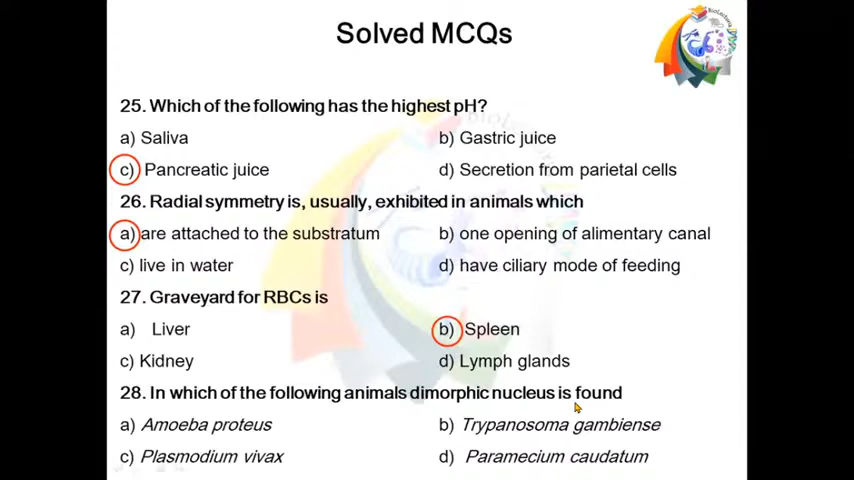 Solved MCQs
25. Which of the following has the highest pH?
a) Saliva
b) Gastric juice
c) Pancreatic juice
d) Secretion from parietal cells
26. Radial symmetry is, usually, exhibited in animals which
a) are attached to the substratum
b) one opening of alimentary canal
c) live in water
d) have ciliary mode of feeding
27. Graveyard for RBCs is
a) Liver
b) Spleen
c) Kidney
d) Lymph glands
28. In which of the following animals dimorphic nucleus is found
a) Amoeba proteus
b) Trypanosoma gambiense
c) Plasmodium vivax
d) Paramecium caudatum